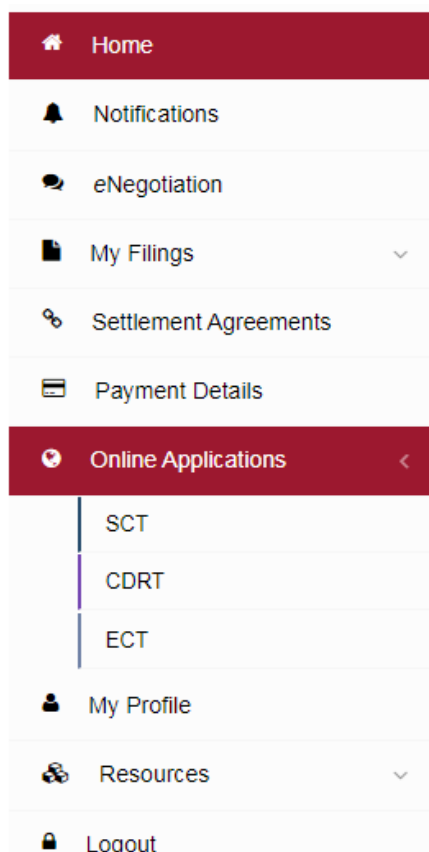 Home
Notifications
eNegotiation
My Filings
Settlement Agreements
Payment Details
Online Applications
SCT
CDRT
ECT
My Profile
Resources
Logout